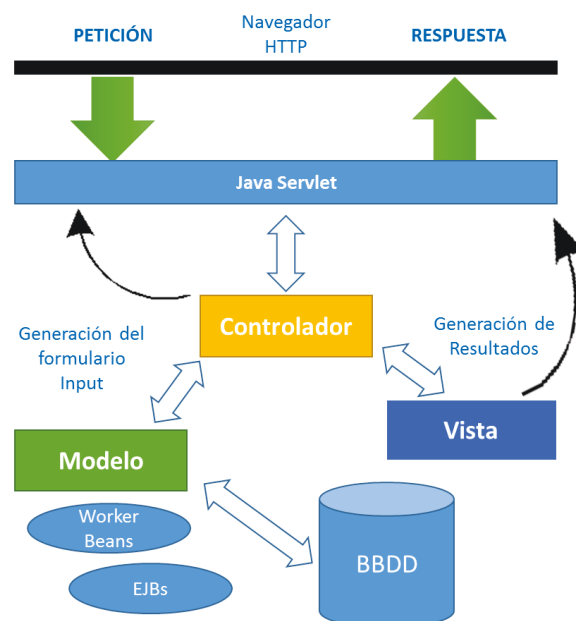 PETICIÓN
Navegador
HTTP
RESPUESTA
Java Servlet
Controlador
Generación del
formulario
Input
Generación de
Resultados
Vista
Modelo
Worker
Beans
EJBs
BBDD